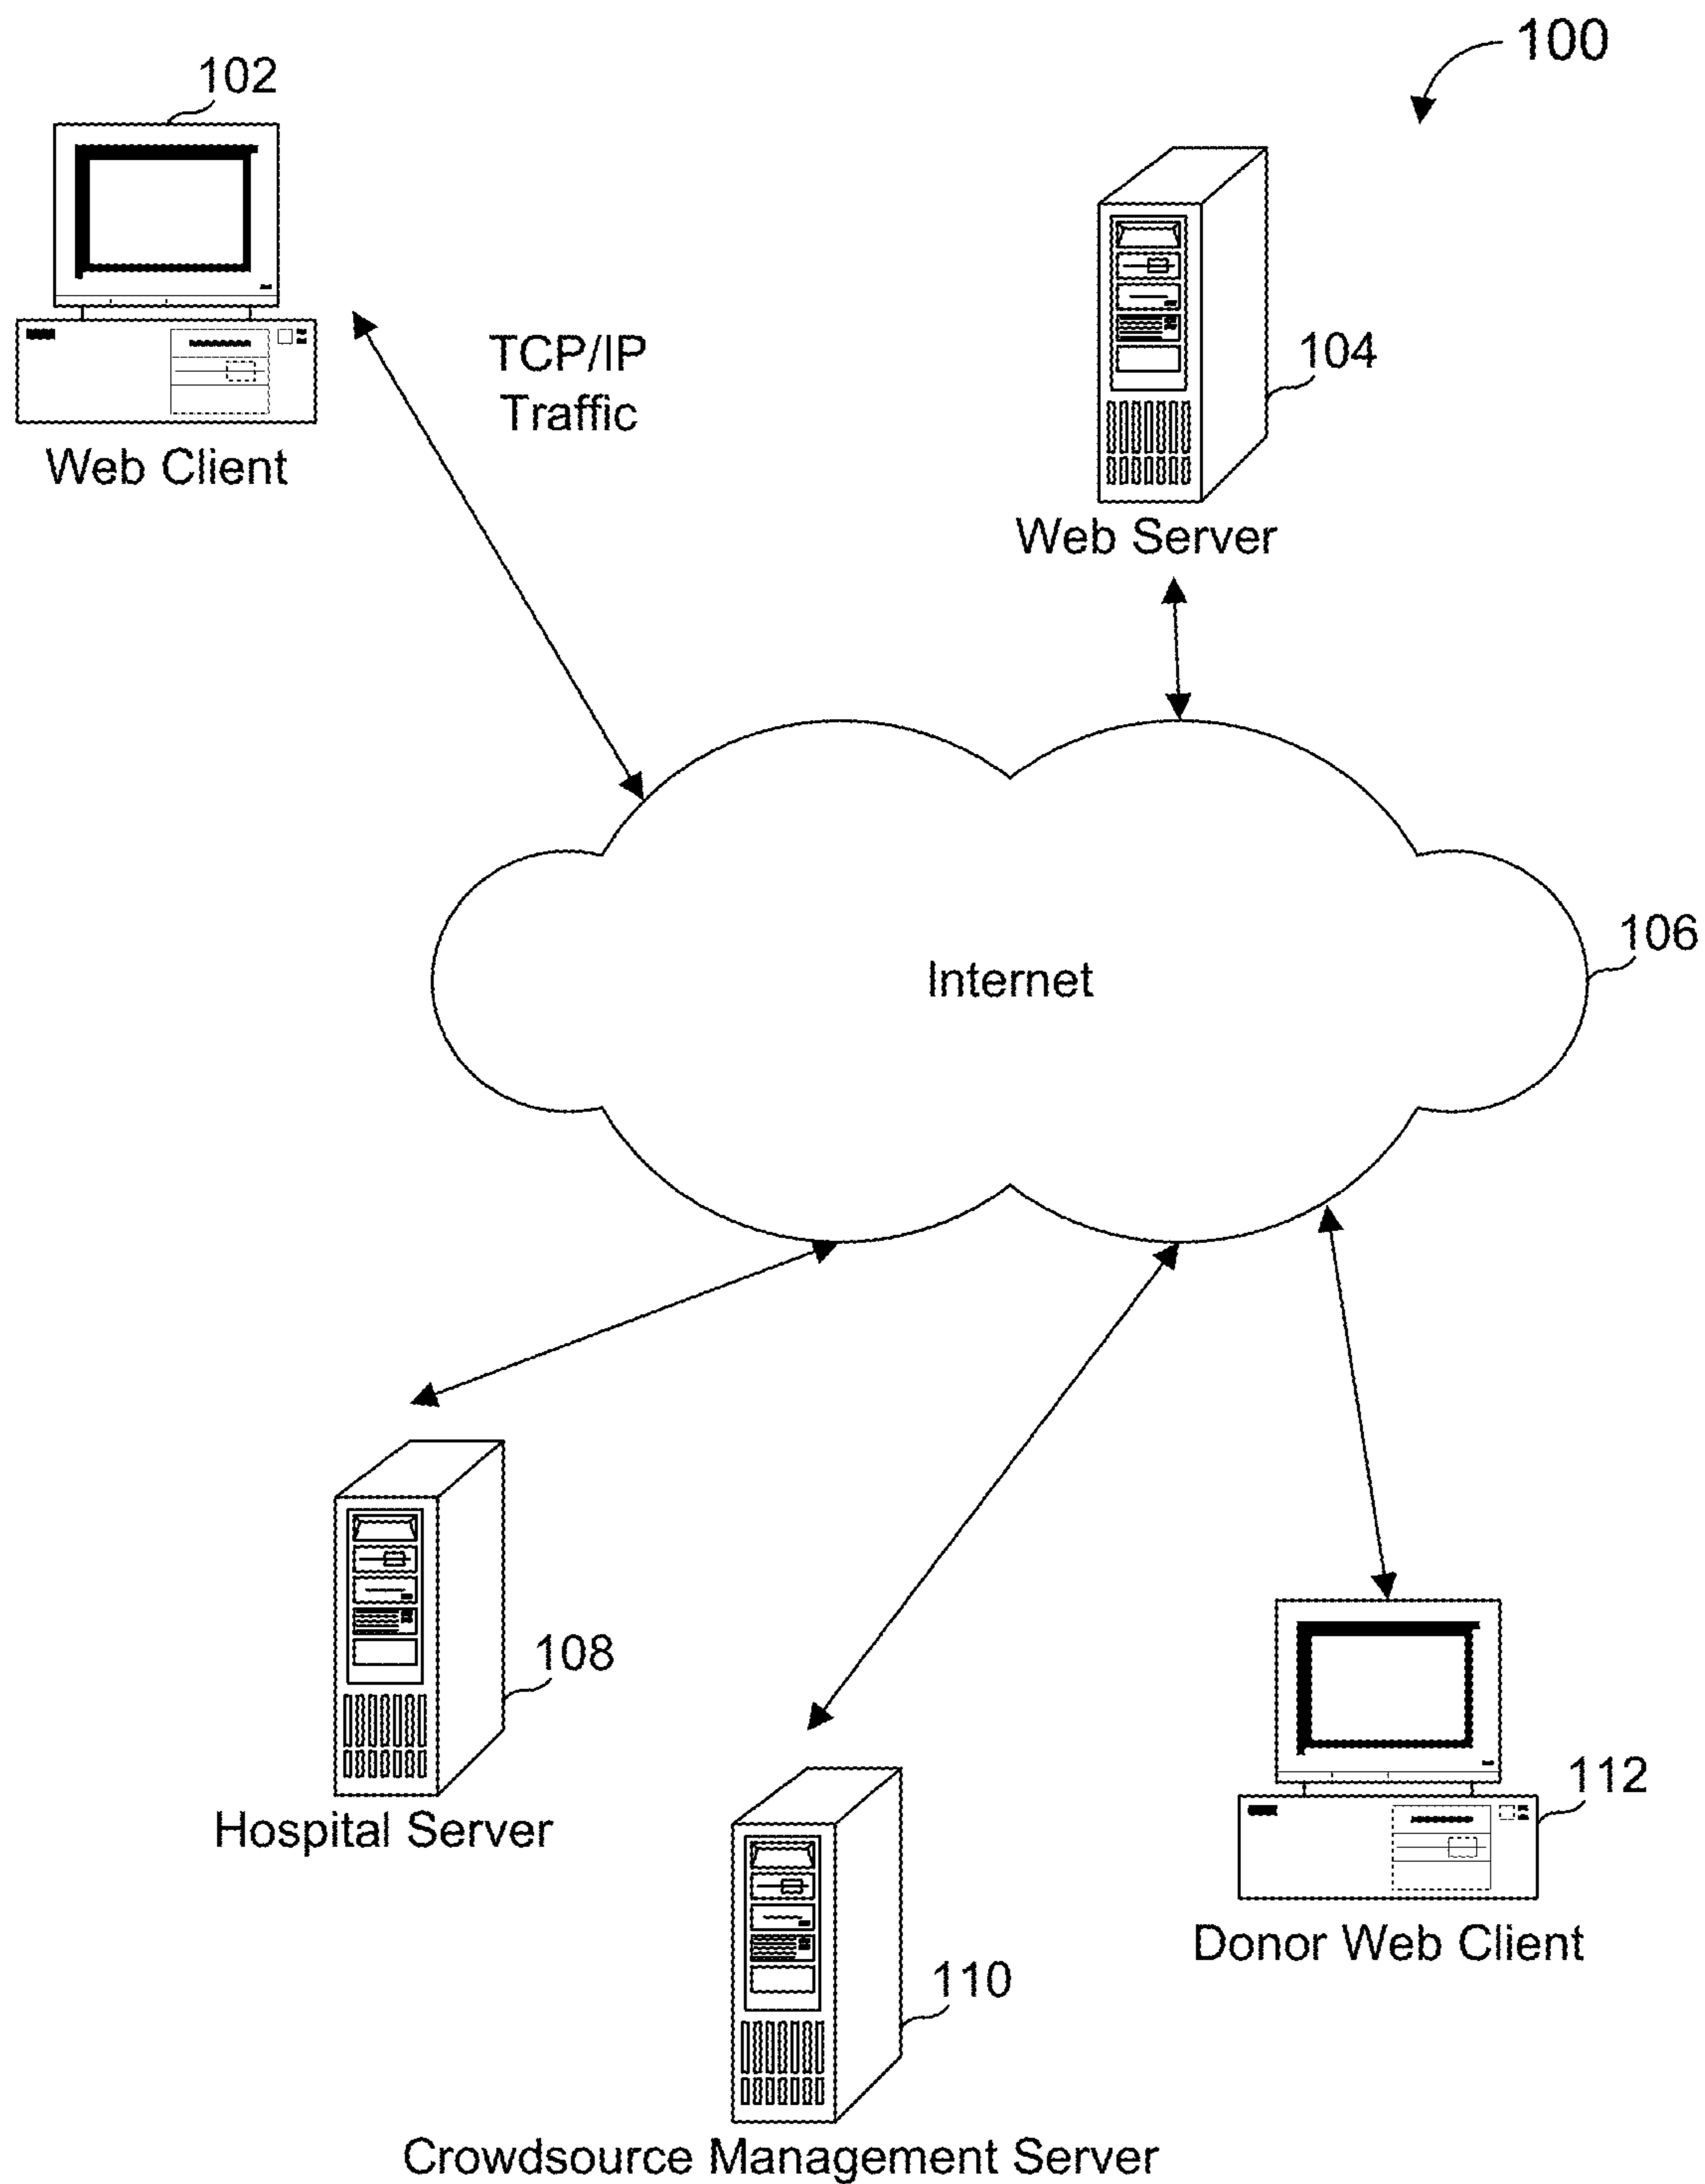 100
102
TCP/IP
Traffic
104
Web Client
Web Server
106
Internet
108
112
Hospital Server
110
Donor Web Client
Crowdsource Management Server